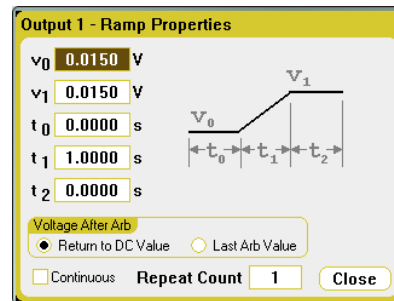 Output 1 - Ramp Properties
v0 0.0150 V
v1 0.0150 V
t0 0.0000 s
t1 1.0000 s
t2 0.0000 s
V1
V0
t0 t1 t2
Voltage After Arb
Return to DC Value Last Arb Value
Continuous Repeat Count 1 Close